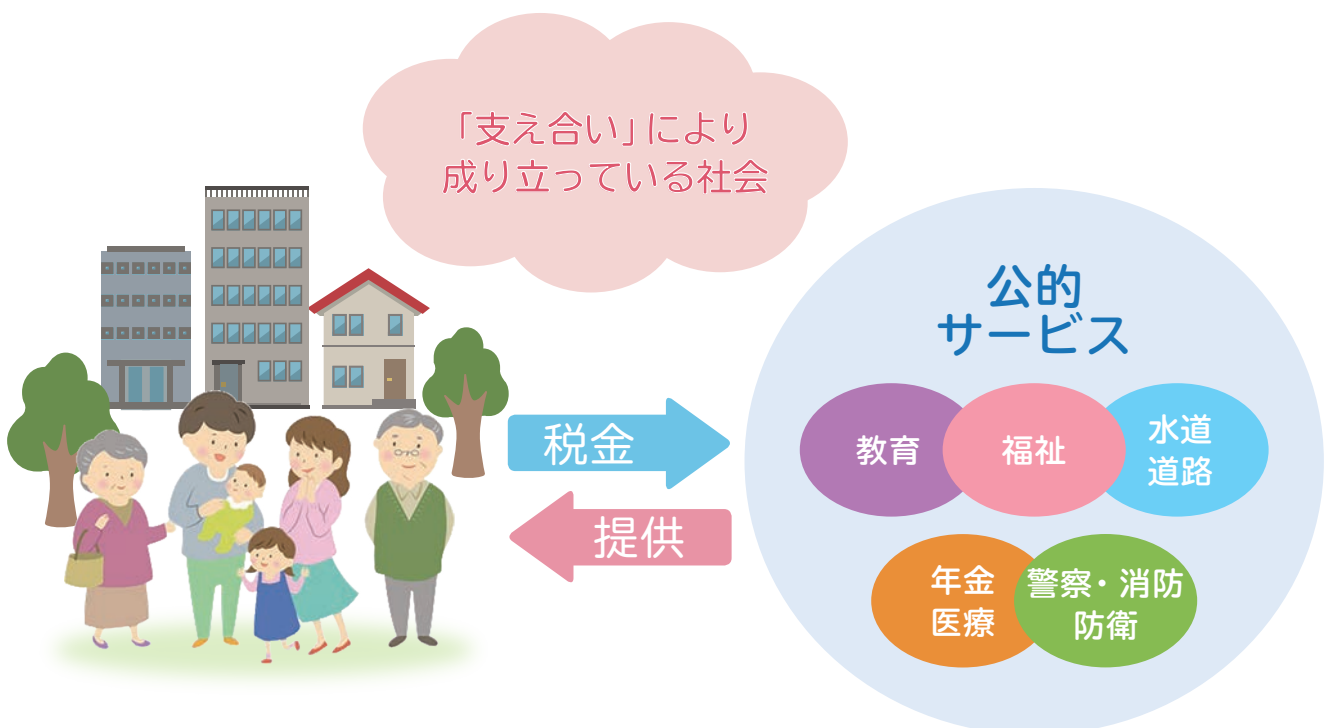 「支え合い」により
成り立っている社会
公的
サービス
税金
提供
教育
福祉
水道
道路
年金
医療
警察・消防
防衛